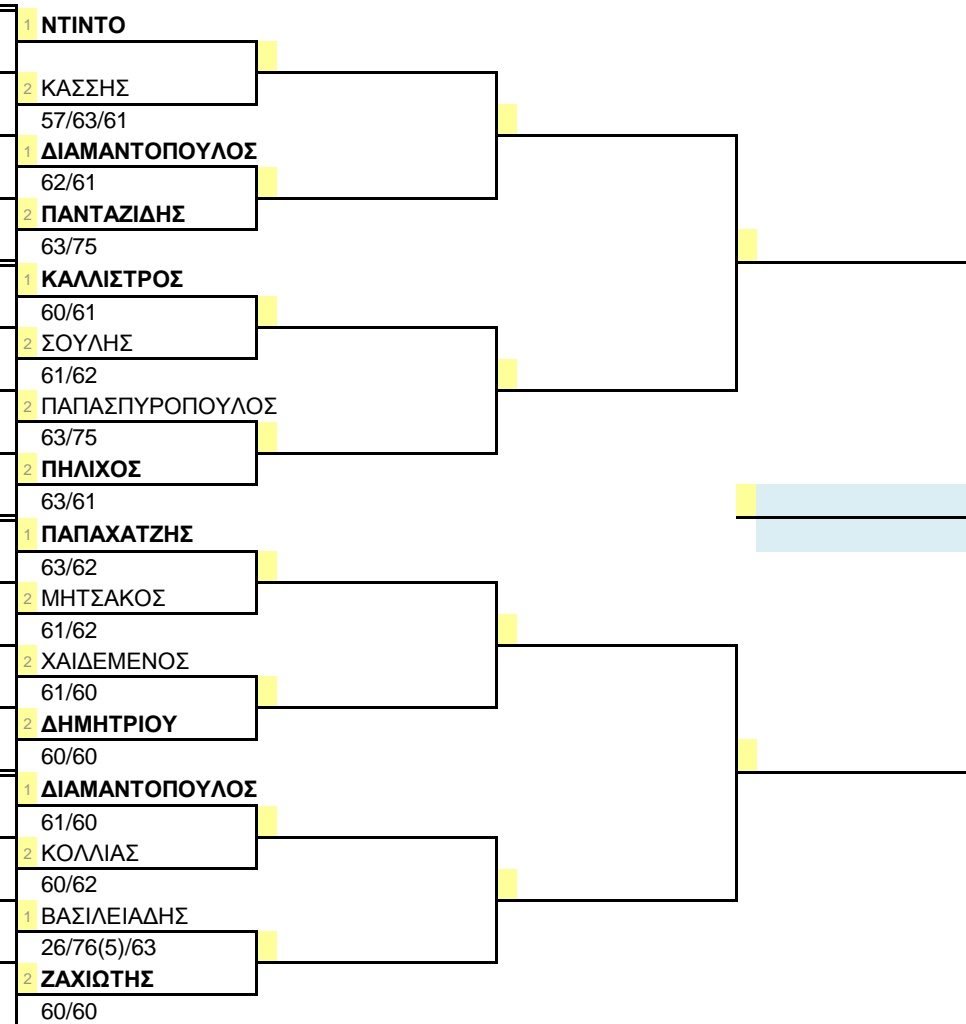 1 ΝΤΙΝΤΟ
2 ΚΑΣΣΗΣ
57/63/61
1 ΔΙΑΜΑΝΤΟΠΟΥΛΟΣ
62/61
2 ΠΑΝΤΑΖΙΔΗΣ
63/75
1 ΚΑΛΛΙΣΤΡΟΣ
60/61
2 ΣΟΥΛΗΣ
61/62
2 ΠΑΠΑΣΠΥΡΟΠΟΥΛΟΣ
63/75
2 ΠΗΛΙΧΟΣ
63/61
1 ΠΑΠΑΧΑΤΖΗΣ
63/62
2 ΜΗΤΣΑΚΟΣ
61/62
2 ΧΑΙΔΕΜΕΝΟΣ
61/60
2 ΔΗΜΗΤΡΙΟΥ
60/60
1 ΔΙΑΜΑΝΤΟΠΟΥΛΟΣ
61/60
2 ΚΟΛΛΙΑΣ
60/62
1 ΒΑΣΙΛΕΙΑΔΗΣ
26/76(5)/63
2 ΖΑΧΙΩΤΗΣ
60/60